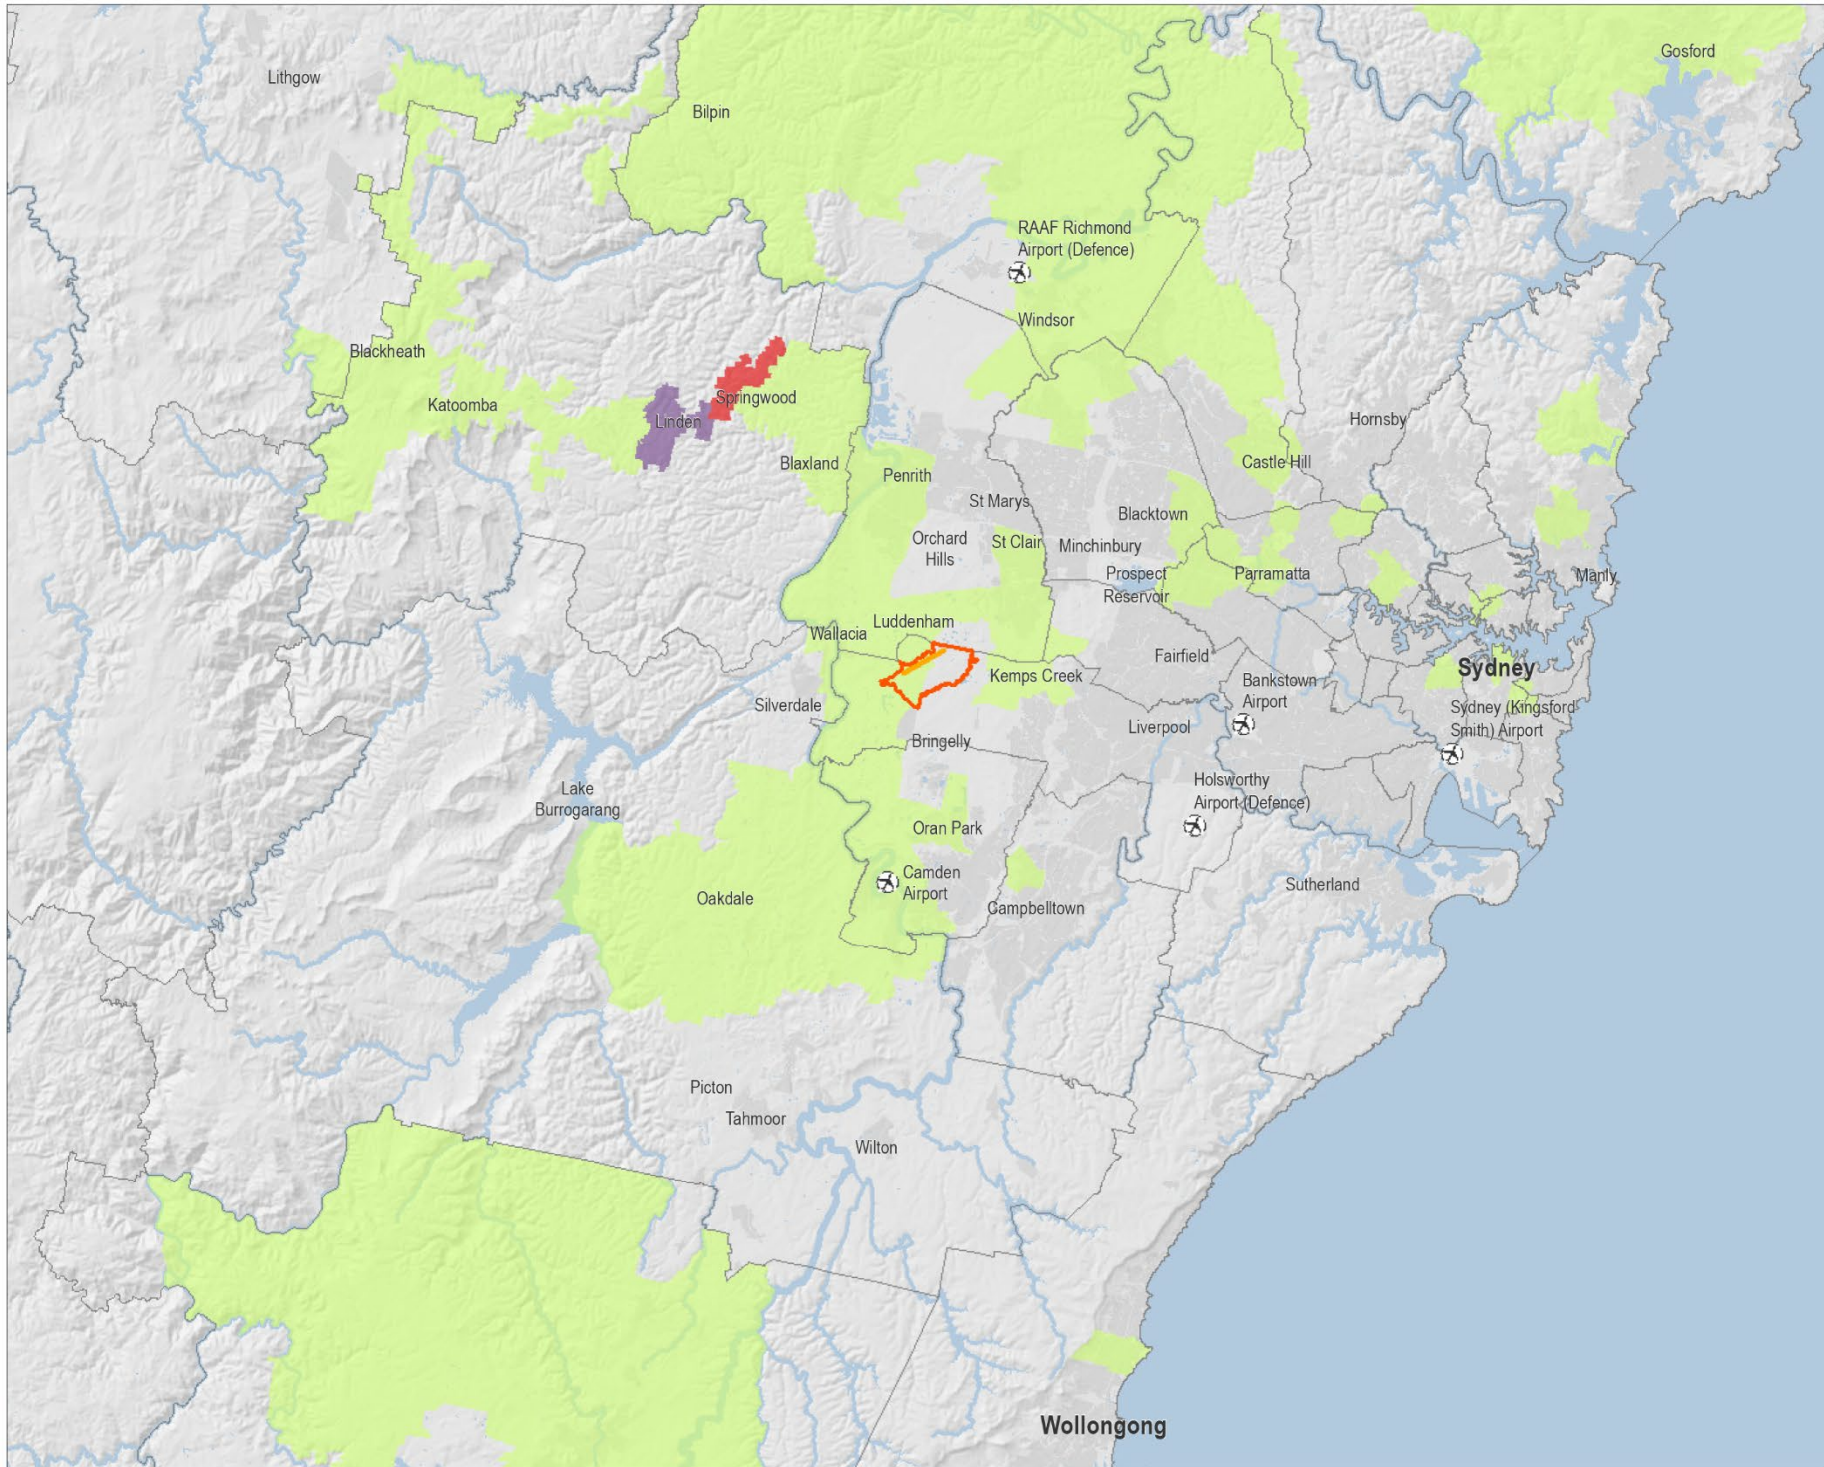 Gosford
Lithgow
Bilpin
RAAF Richmond
Airport (Defence)
Windsor
Blackheath
Katoomba
Springwood
Linden
Hornsby
Blaxland
Penrith
Castle Hill
St Marys
Blacktown
Orchard
Hills
St Clair
Minchinbury
Prospect
Reservoir
Parramatta
Manly
Luddenham
Wallacia
Fairfield
Sydney
Kemps Creek
Bankstown
Airport
Silverdale
Sydney (Kingsford
Smith) Airport
Liverpool
Bringelly
Holsworthy
Airport (Defence)
Lake
Burrogarang
Oran Park
Camden
Airport
Sutherland
Oakdale
Campbelltown
Picton
Tahmoor
Wilton
Wollongong